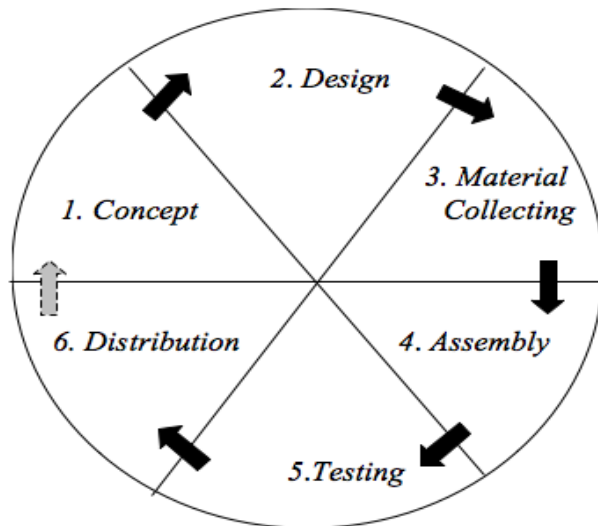 1. Concept
2. Design
3. Material
Collecting
4. Assembly
5.Testing
6. Distribution